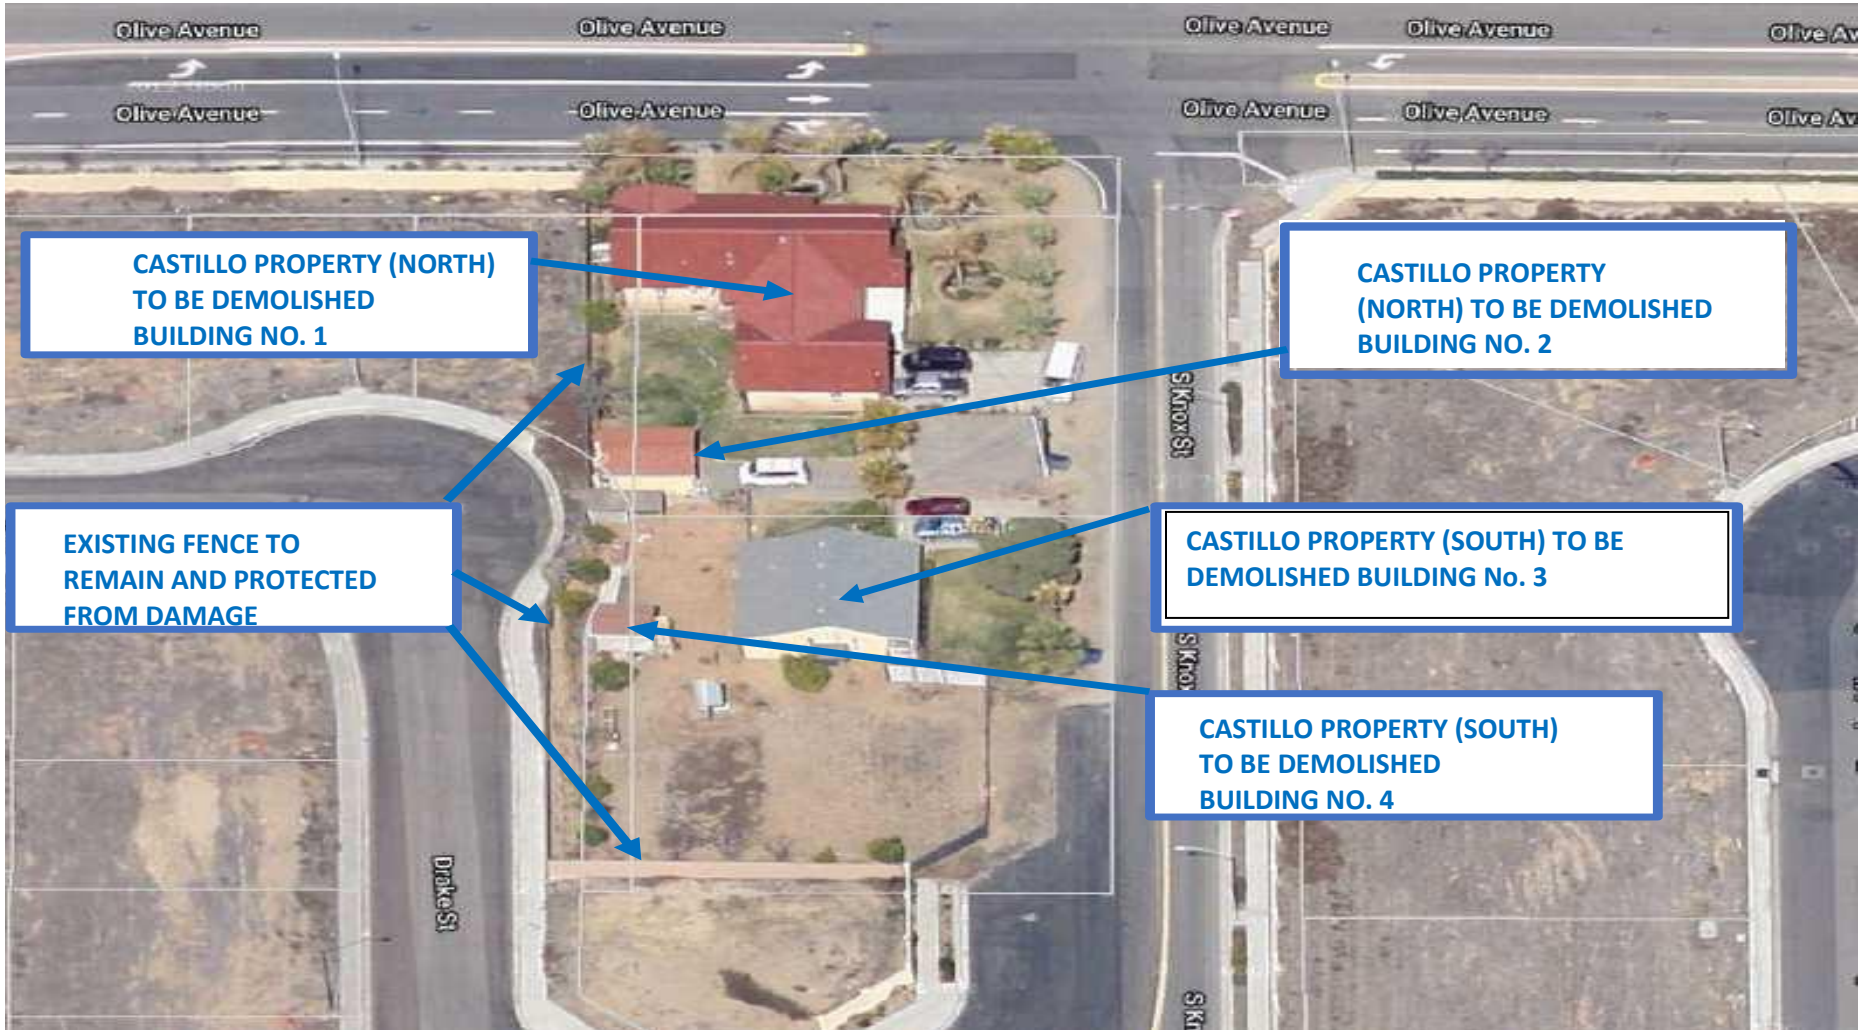 Olive Avenue
Olive Avenue
Olive Avenue
Olive Avenue
Olive Av
Olive Avenue
Olive Avenue
Olive Avenue
Olive Avenue
Olive Av
CASTILLO PROPERTY (NORTH)
TO BE DEMOLISHED
BUILDING NO. 1
CASTILLO PROPERTY
(NORTH) TO BE DEMOLISHED
BUILDING NO. 2
S Knox St
EXISTING FENCE TO
REMAIN AND PROTECTED
FROM DAMAGE
CASTILLO PROPERTY (SOUTH) TO BE
DEMOLISHED BUILDING No. 3
S Knox
CASTILLO PROPERTY (SOUTH)
TO BE DEMOLISHED
BUILDING NO. 4
Drake St
S Kn